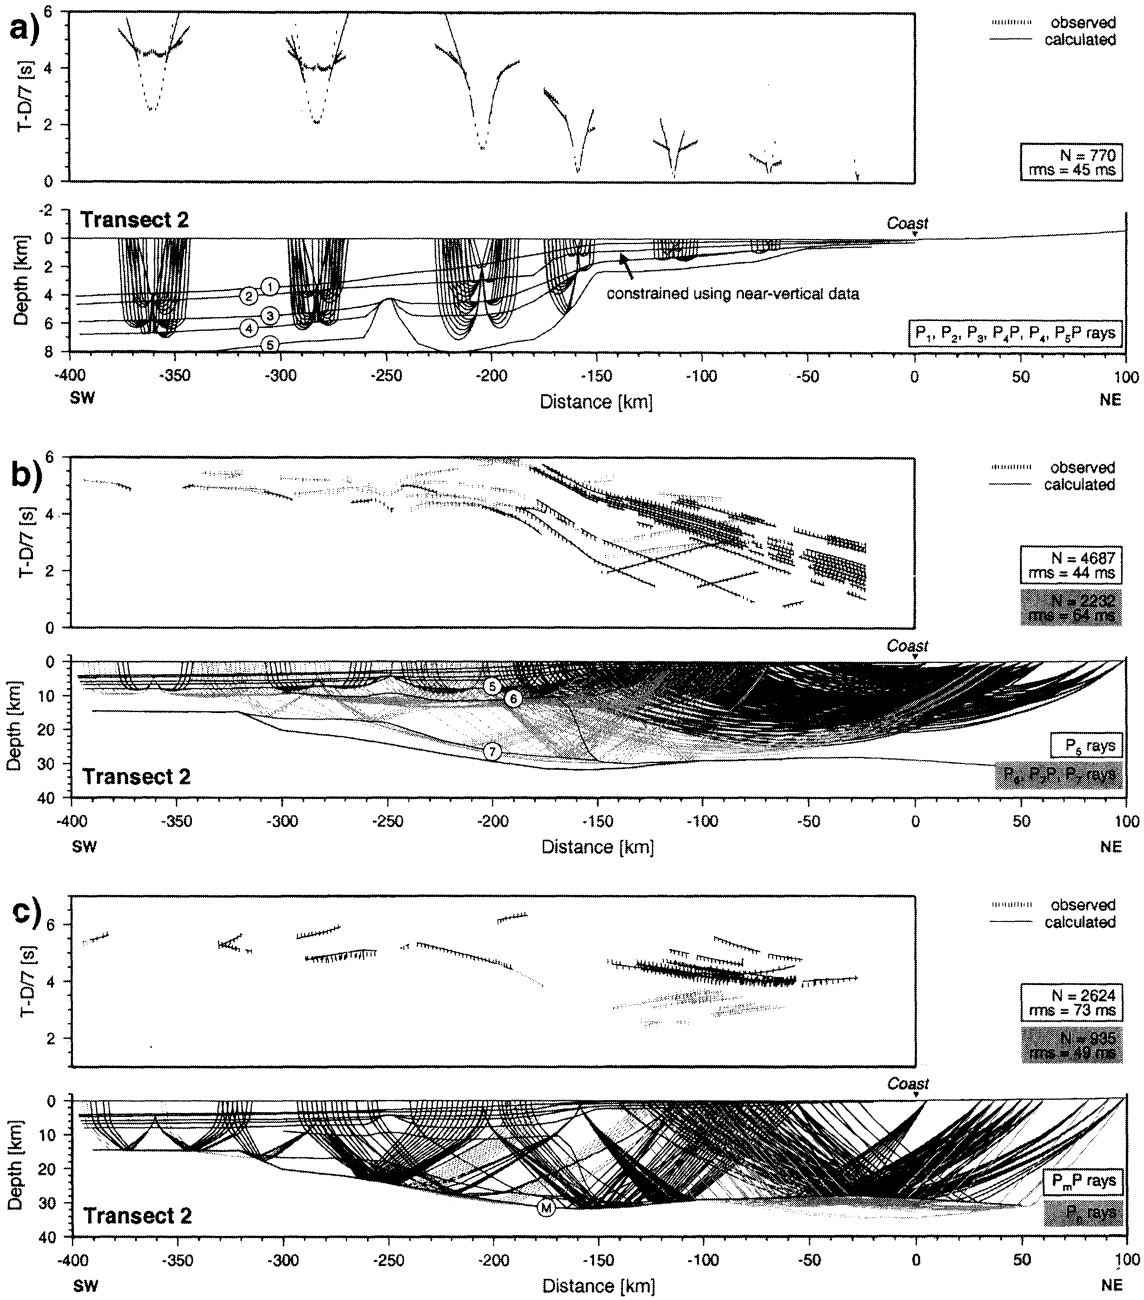 a)
T-D/7 [s]
6
4
2
0
observed
calculated
N = 770
rms = 45 ms
Transect 2
Coast
Depth [km]
-2
0
2
4
6
8
1
2
3
4
5
constrained using near-vertical data
P1, P2, P3, P4P, P4, P5P rays
-400 -350 -300 -250 -200 -150 -100 -50 0 50 100
SW
Distance [km]
NE
b)
T-D/7 [s]
6
4
2
0
observed
calculated
N = 4687
rms = 44 ms
N = 2232
rms = 64 ms
Coast
Depth [km]
0
10
20
30
40
5
6
7
P5 rays
P6, P7P, P7 rays
Transect 2
-400 -350 -300 -250 -200 -150 -100 -50 0 50 100
SW
Distance [km]
NE
c)
T-D/7 [s]
6
4
2
observed
calculated
N = 2624
rms = 73 ms
N = 935
rms = 49 ms
Coast
Depth [km]
0
10
20
30
40
M
PmP rays
Pn rays
Transect 2
-400 -350 -300 -250 -200 -150 -100 -50 0 50 100
SW
Distance [km]
NE